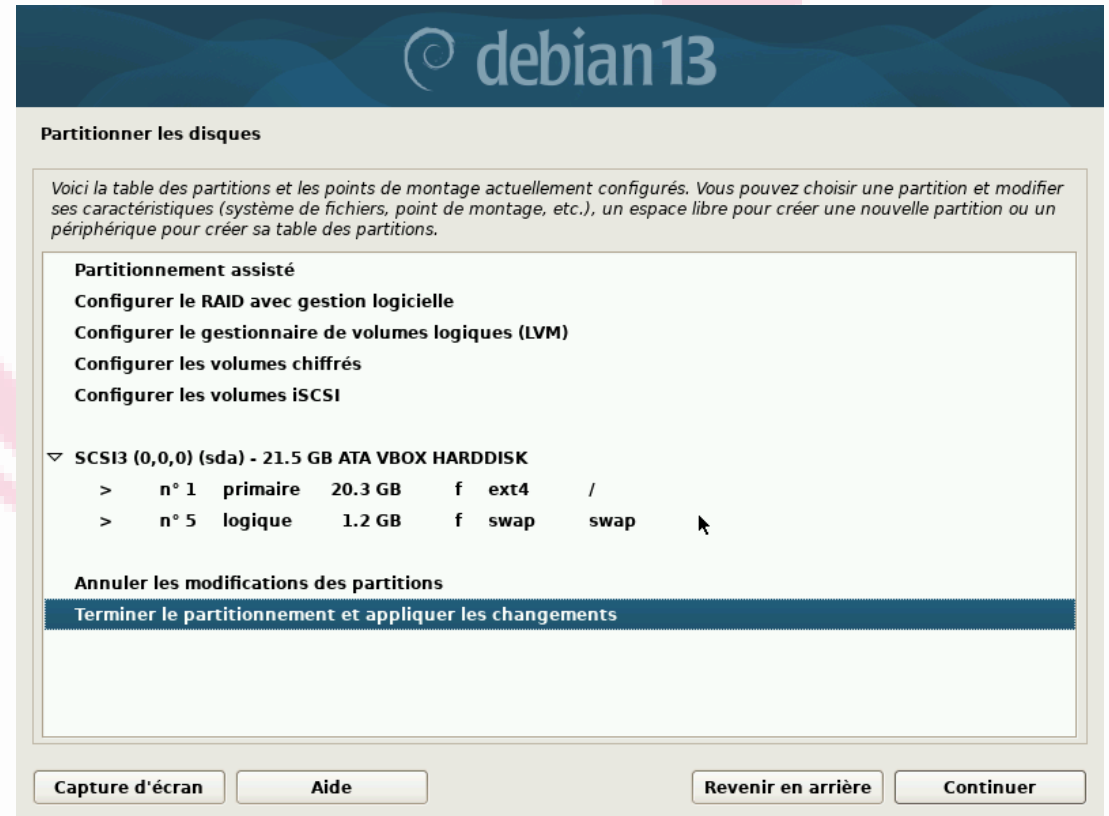 debian 13
Partitionner les disques
Voici la table des partitions et les points de montage actuellement configurés. Vous pouvez choisir une partition et modifier
ses caractéristiques (système de fichiers, point de montage, etc.), un espace libre pour créer une nouvelle partition ou un
périphérique pour créer sa table des partitions.
Partitionnement assisté
Configurer le RAID avec gestion logicielle
Configurer le gestionnaire de volumes logiques (LVM)
Configurer les volumes chiffrés
Configurer les volumes iSCSI
SCSI3 (0,0,0) (sda) - 21.5 GB ATA VBOX HARDDISK
> n° 1 primaire 20.3 GB f ext4 /
> n° 5 logique 1.2 GB f swap swap
Annuler les modifications des partitions
Terminer le partitionnement et appliquer les changements
Capture d'écran Aide Revenir en arrière Continuer